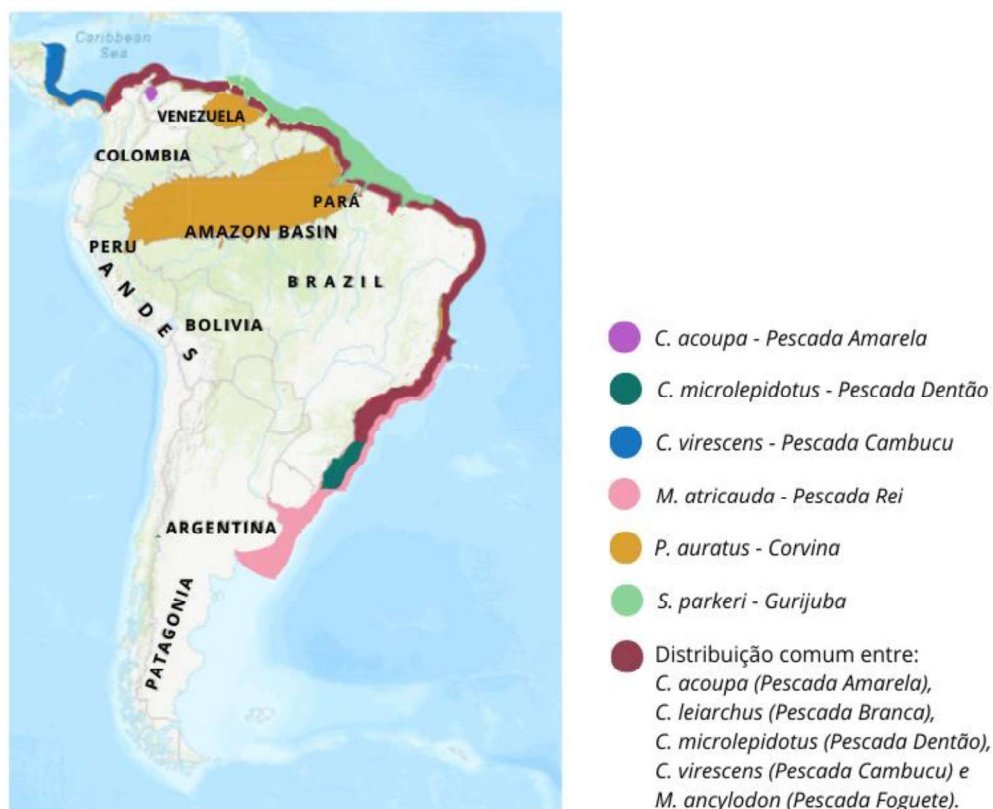 Caribbean
Sea
VENEZUELA
COLOMBIA
PARÁ
AMAZON BASIN
PERU
BRAZIL
ANDES
BOLIVIA
ARGENTINA
PATAGONIA
C. acoupa - Pescada Amarela
C. microlepidotus - Pescada Dentão
C. virescens - Pescada Cambucu
M. atricauda - Pescada Rei
P. auratus - Corvina
S. parkeri - Gurijuba
Distribuição comum entre:
C. acoupa (Pescada Amarela),
C. leiarchus (Pescada Branca),
C. microlepidotus (Pescada Dentão),
C. virescens (Pescada Cambucu) e
M. ancylodon (Pescada Foguete).